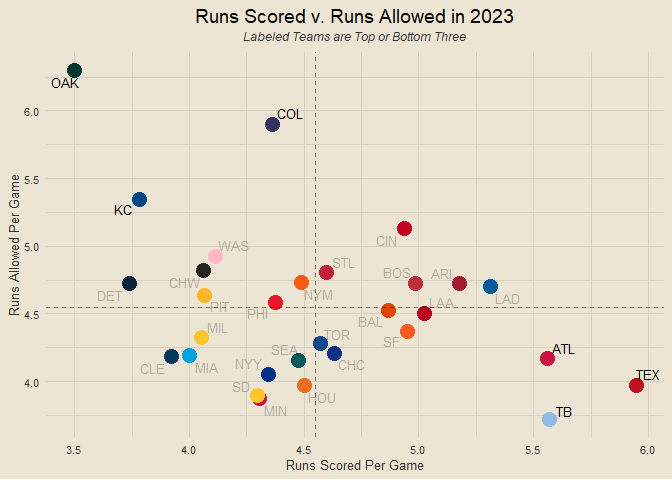 Runs Scored v. Runs Allowed in 2023
Labeled Teams are Top or Bottom Three
OAK
6.0
COL
5.5
KC
5.0
WAS
CIN
STL
CHW
BOS
ARI
DET
PIT
NYM
LAD
4.5
PHI
LAA
BAL
MIL
TOR
SF
SEA
ATL
CLE
MIA
NYY
CHC
4.0
SD
TEX
HOU
MIN
TB
3.5
4.0
4.5
5.0
5.5
6.0
Runs Scored Per Game
Runs Allowed Per Game